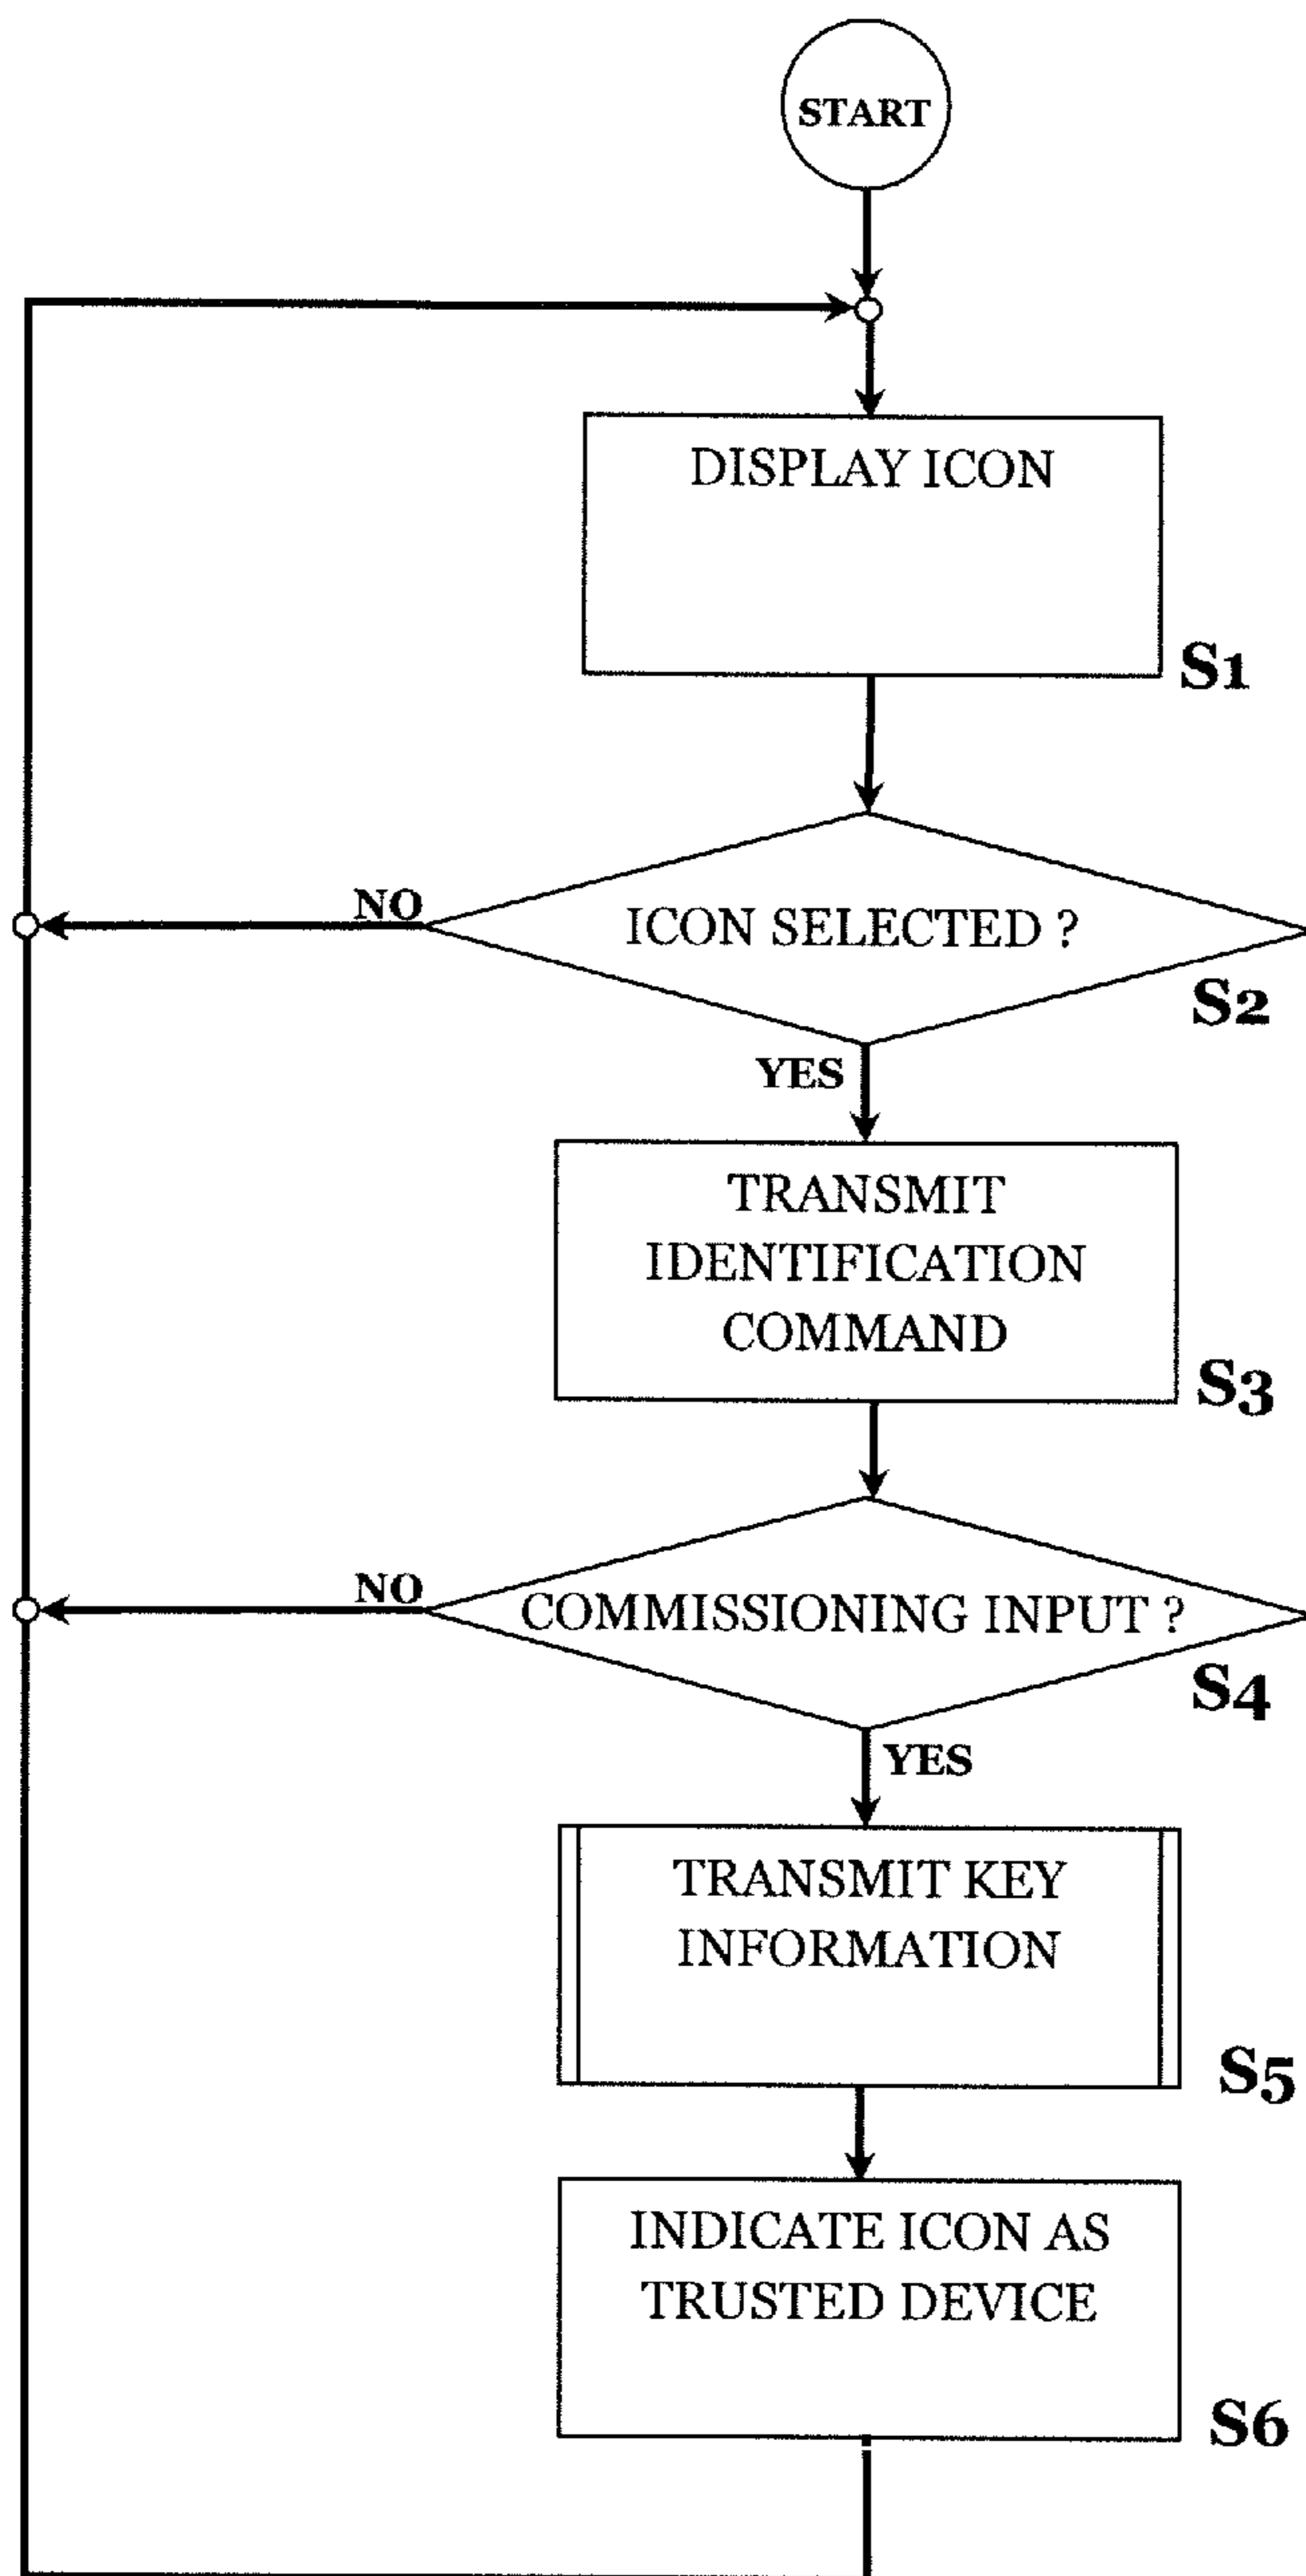 START
DISPLAY ICON
S1
NO
ICON SELECTED ?
S2
YES
TRANSMIT
IDENTIFICATION
COMMAND
S3
NO
COMMISSIONING INPUT ?
S4
YES
TRANSMIT KEY
INFORMATION
S5
INDICATE ICON AS
TRUSTED DEVICE
S6